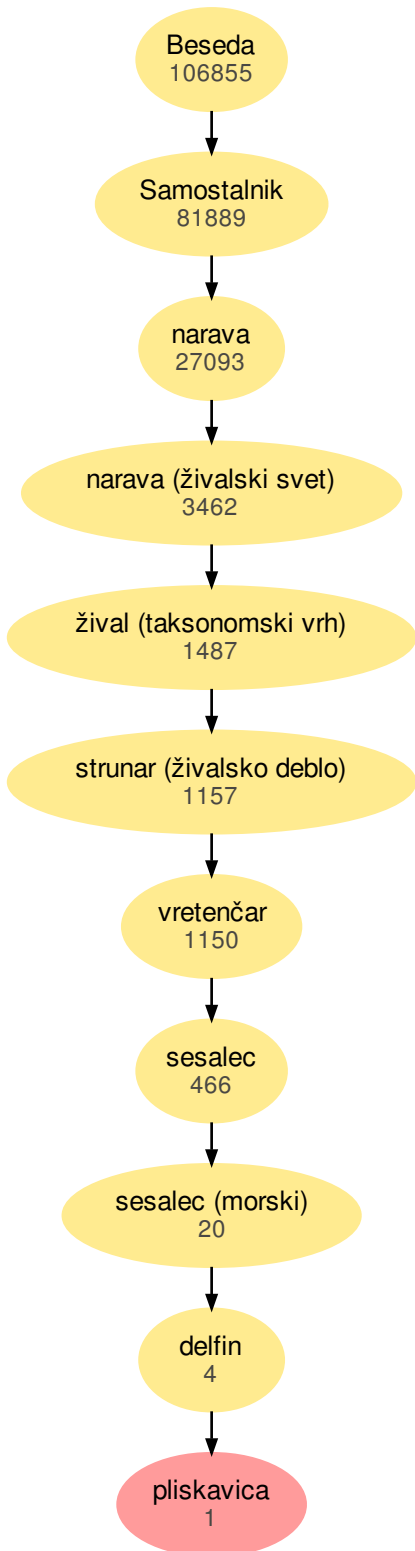 Beseda
106855
Samostalnik
81889
narava
27093
narava (živalski svet)
3462
žival (taksonomski vrh)
1487
strunar (živalsko deblo)
1157
vretenčar
1150
sesalec
466
sesalec (morski)
20
delfin
4
pliskavica
1